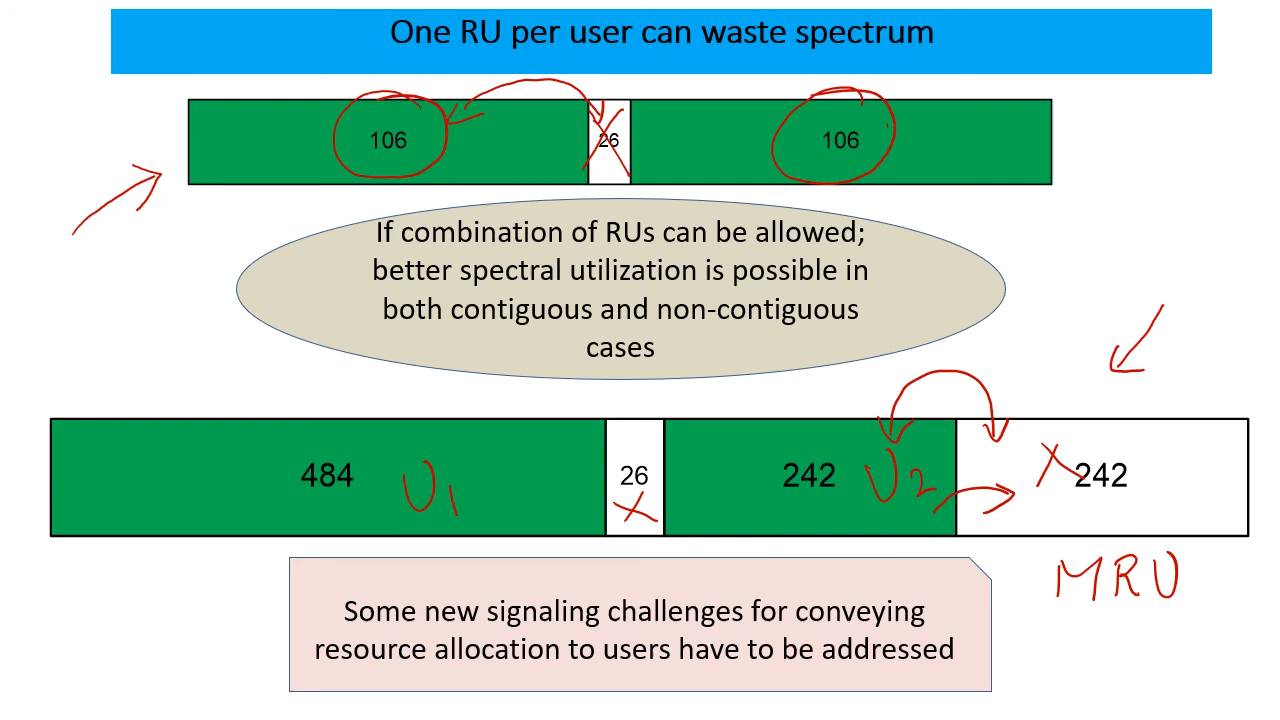 One RU per user can waste spectrum
106 26 106
If combination of RUs can be allowed;
better spectral utilization is possible in
both contiguous and non-contiguous
cases
484 U1 26 242 U2 242
MRU
Some new signaling challenges for conveying
resource allocation to users have to be addressed